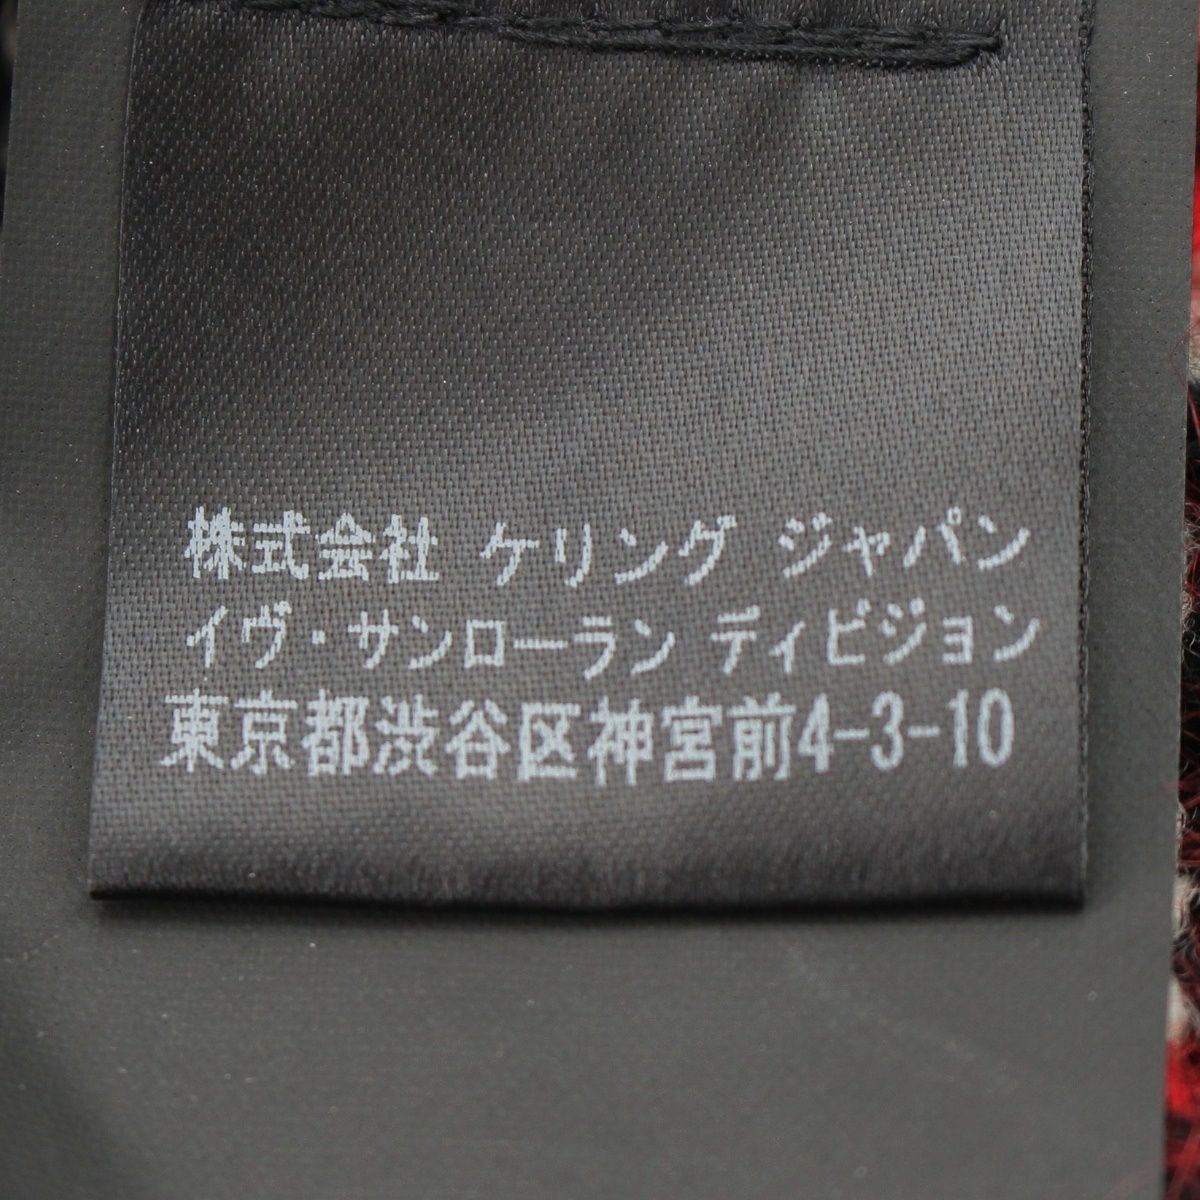 株式会社 ケリング ジャパン
イヴ・サンローラン ディビジョン
東京都渋谷区神宮前4-3-10